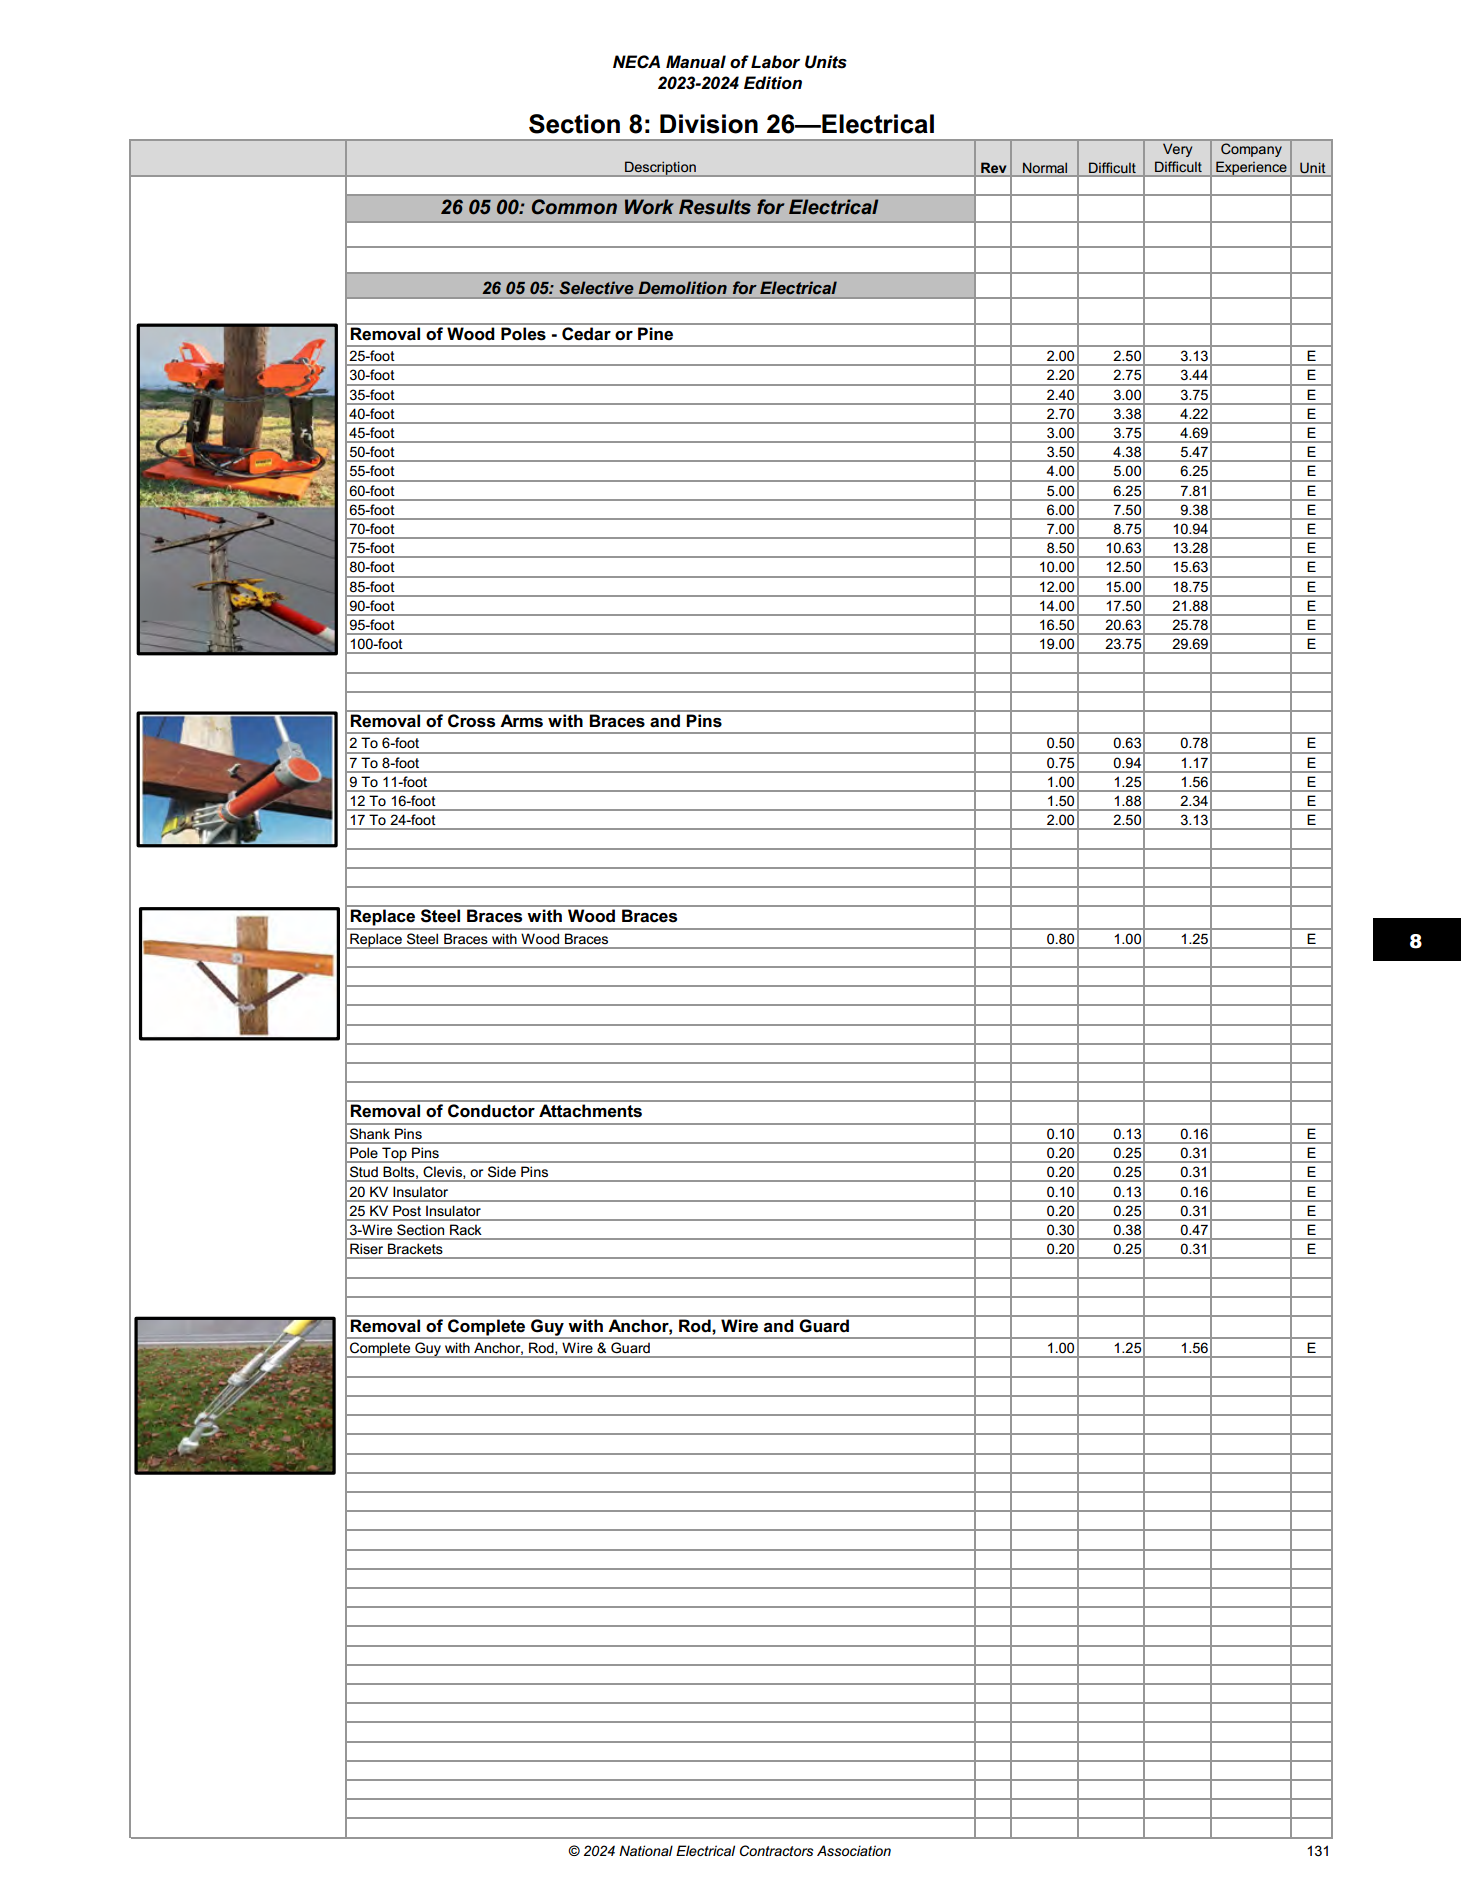 NECA Manual of Labor Units
2023-2024 Edition
Section 8: Division 26—Electrical
Description Rev Normal Difficult Very Difficult Company Experience Unit
26 05 00: Common Work Results for Electrical
26 05 05: Selective Demolition for Electrical
Removal of Wood Poles - Cedar or Pine
25-foot 2.00 2.50 3.13 E
30-foot 2.20 2.75 3.44 E
35-foot 2.40 3.00 3.75 E
40-foot 2.70 3.38 4.22 E
45-foot 3.00 3.75 4.69 E
50-foot 3.50 4.38 5.47 E
55-foot 4.00 5.00 6.25 E
60-foot 5.00 6.25 7.81 E
65-foot 6.00 7.50 9.38 E
70-foot 7.00 8.75 10.94 E
75-foot 8.50 10.63 13.28 E
80-foot 10.00 12.50 15.63 E
85-foot 12.00 15.00 18.75 E
90-foot 14.00 17.50 21.88 E
95-foot 16.50 20.63 25.78 E
100-foot 19.00 23.75 29.69 E
Removal of Cross Arms with Braces and Pins
2 To 6-foot 0.50 0.63 0.78 E
7 To 8-foot 0.75 0.94 1.17 E
9 To 11-foot 1.00 1.25 1.56 E
12 To 16-foot 1.50 1.88 2.34 E
17 To 24-foot 2.00 2.50 3.13 E
Replace Steel Braces with Wood Braces
Replace Steel Braces with Wood Braces 0.80 1.00 1.25 E
8
Removal of Conductor Attachments
Shank Pins 0.10 0.13 0.16 E
Pole Top Pins 0.20 0.25 0.31 E
Stud Bolts, Clevis, or Side Pins 0.20 0.25 0.31 E
20 KV Insulator 0.10 0.13 0.16 E
25 KV Post Insulator 0.20 0.25 0.31 E
3-Wire Section Rack 0.30 0.38 0.47 E
Riser Brackets 0.20 0.25 0.31 E
Removal of Complete Guy with Anchor, Rod, Wire and Guard
Complete Guy with Anchor, Rod, Wire & Guard 1.00 1.25 1.56 E
© 2024 National Electrical Contractors Association 131